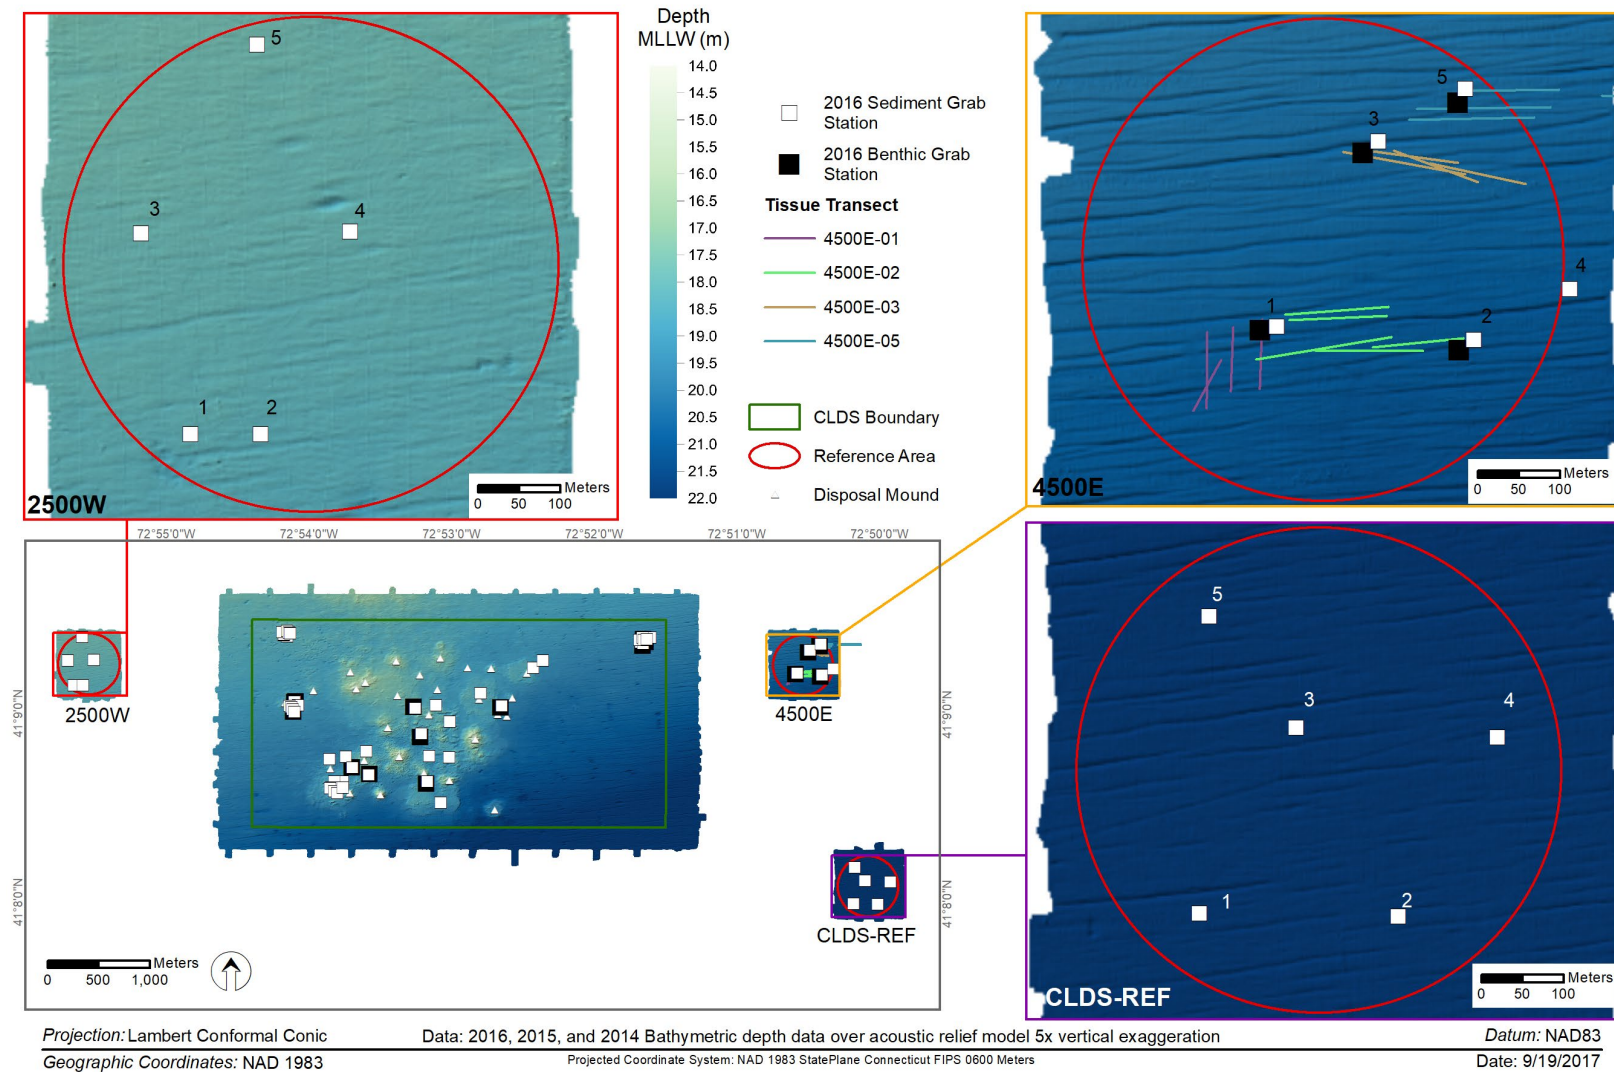 5
3
4
1
2
2500W
Meters
0 50 100
Depth
MLLW (m)
14.0
14.5
15.0
15.5
16.0
16.5
17.0
17.5
18.0
18.5
19.0
19.5
20.0
20.5
21.0
21.5
22.0
2016 Sediment Grab
Station
2016 Benthic Grab
Station
Tissue Transect
4500E-01
4500E-02
4500E-03
4500E-05
CLDS Boundary
Reference Area
Disposal Mound
5
3
4
1
2
4500E
Meters
0 50 100
72°55'0"W 72°54'0"W 72°53'0"W 72°52'0"W 72°51'0"W 72°50'0"W
41°9'0"N
41°8'0"N
2500W
4500E
41°9'0"N
41°8'0"N
CLDS-REF
Meters
0 500 1,000
5
3
4
1
2
CLDS-REF
Meters
0 50 100
Projection: Lambert Conformal Conic
Data: 2016, 2015, and 2014 Bathymetric depth data over acoustic relief model 5x vertical exaggeration
Datum: NAD83
Geographic Coordinates: NAD 1983
Projected Coordinate System: NAD 1983 StatePlane Connecticut FIPS 0600 Meters
Date: 9/19/2017